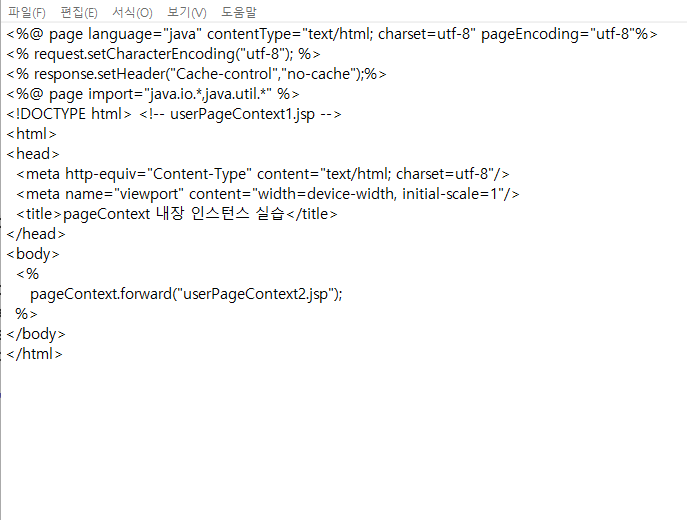 파일(F) 편집(E) 서식(O) 보기(V) 도움말
<%@ page language="java" contentType="text/html; charset=utf-8" pageEncoding="utf-8"%>
<% request.setCharacterEncoding("utf-8"); %>
<% response.setHeader("Cache-control","no-cache");%>
<%@ page import="java.io.*,java.util.*" %>
<!DOCTYPE html> <!-- userPageContext1.jsp -->
<html>
<head>
<meta http-equiv="Content-Type" content="text/html; charset=utf-8"/>
<meta name="viewport" content="width=device-width, initial-scale=1"/>
<title>pageContext 내장 인스턴스 실습</title>
</head>
<body>
<%
pageContext.forward("userPageContext2.jsp");
%>
</body>
</html>